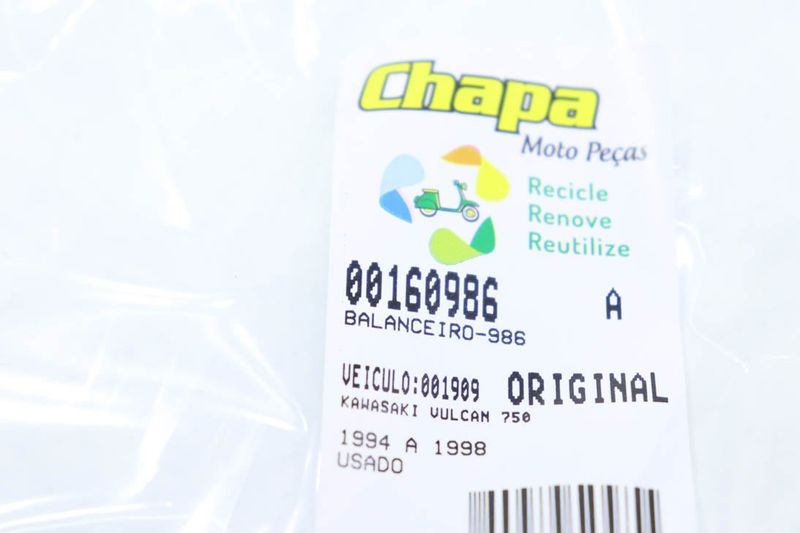 Chapa
Moto Peças
Recicle
Renove
Reutilize
00160986 A
BALANCEIRO-986
VEICULO:001909 ORIGINAL
KAWASAKI VULCAN 750
1994 A 1998
USADO